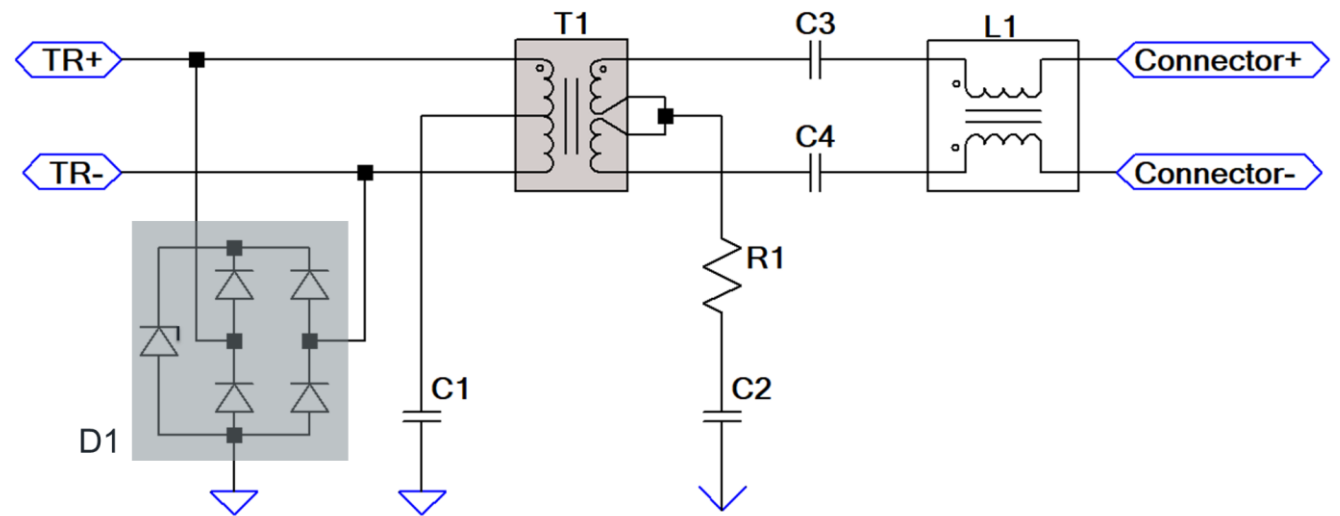 T1
C3
L1
TR+
Connector+
C4
TR-
Connector-
R1
C1
C2
D1